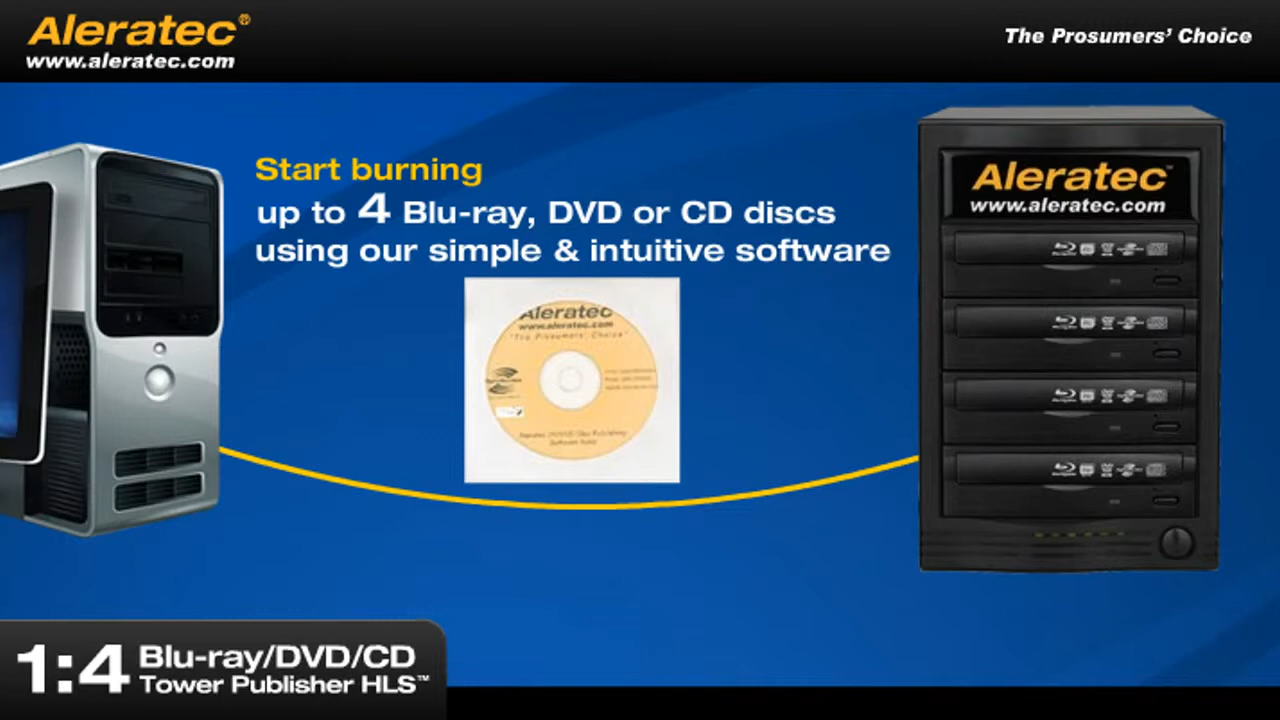 Aleratec®
www.aleratec.com
The Prosumers' Choice
Start burning
up to 4 Blu-ray, DVD or CD discs
using our simple & intuitive software
Aleratec
www.aleratec.com
"The Prosumers' Choice"
Aleratec™
www.aleratec.com
1:4 Blu-ray/DVD/CD
Tower Publisher HLS™